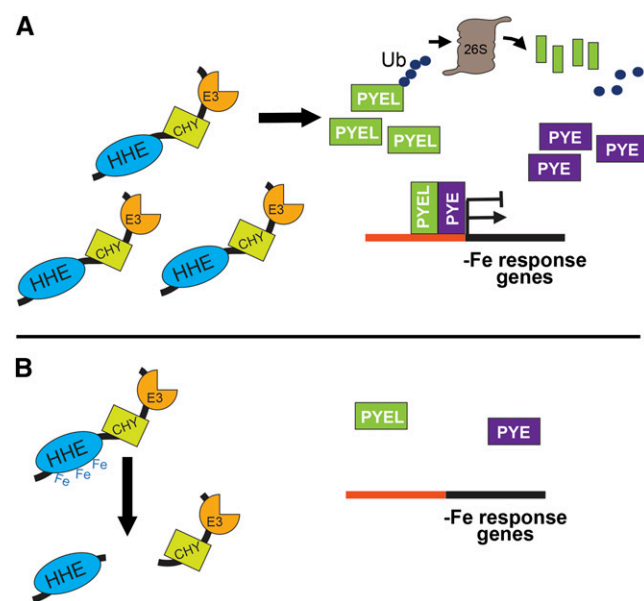 A
E3
CHY
HHE
Ub
26S
PYEL
PYEL
PYEL
PYE
PYE
PYE
E3
CHY
HHE
E3
CHY
HHE
PYEL
PYE
-Fe response
genes
B
E3
CHY
HHE
Fe
Fe
Fe
HHE
E3
CHY
PYEL
PYE
-Fe response
genes